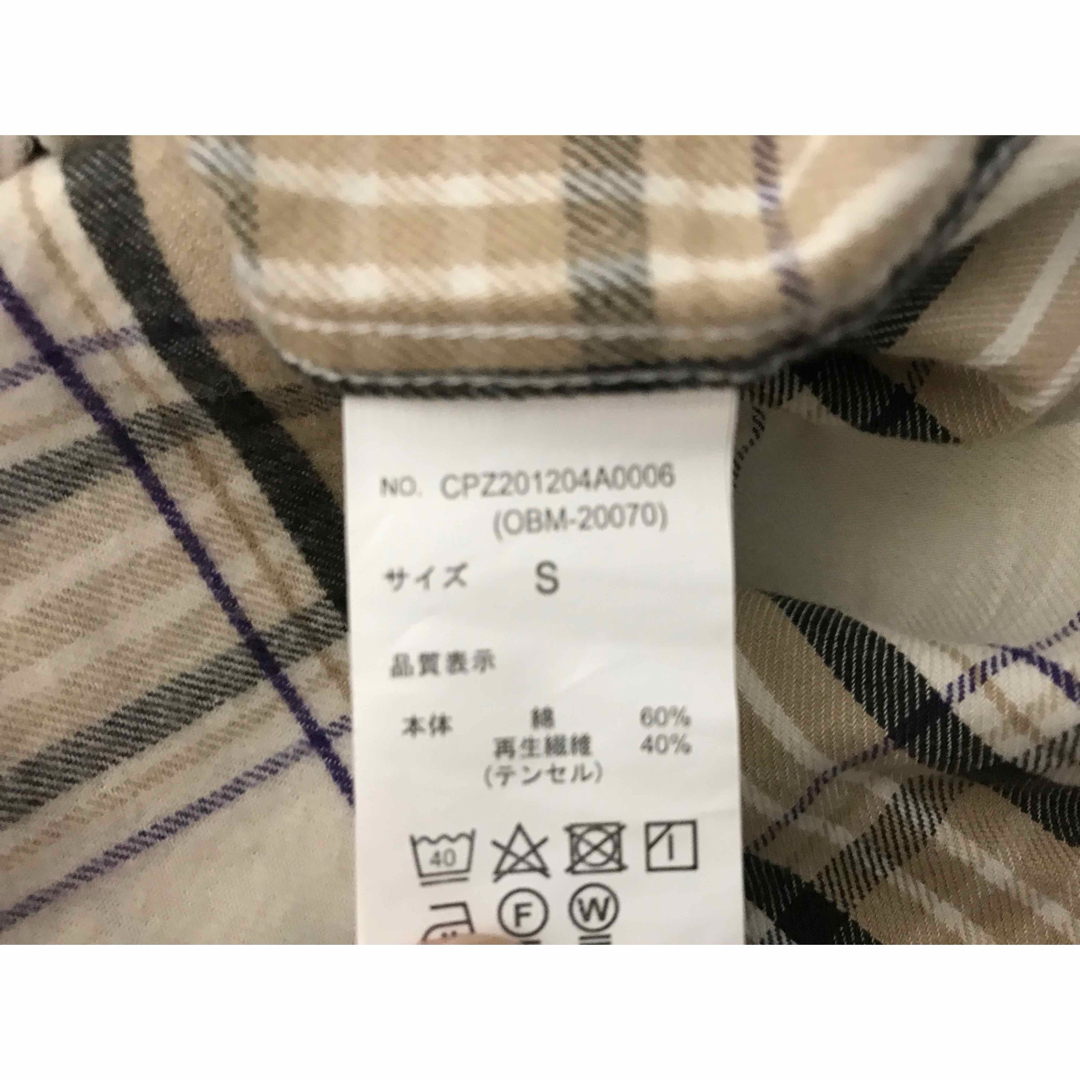 NO. CPZ201204A0006
(OBM-20070)
サイズ S
品質表示
本体 綿 60%
再生繊維 40%
(テンセル)
40
F W